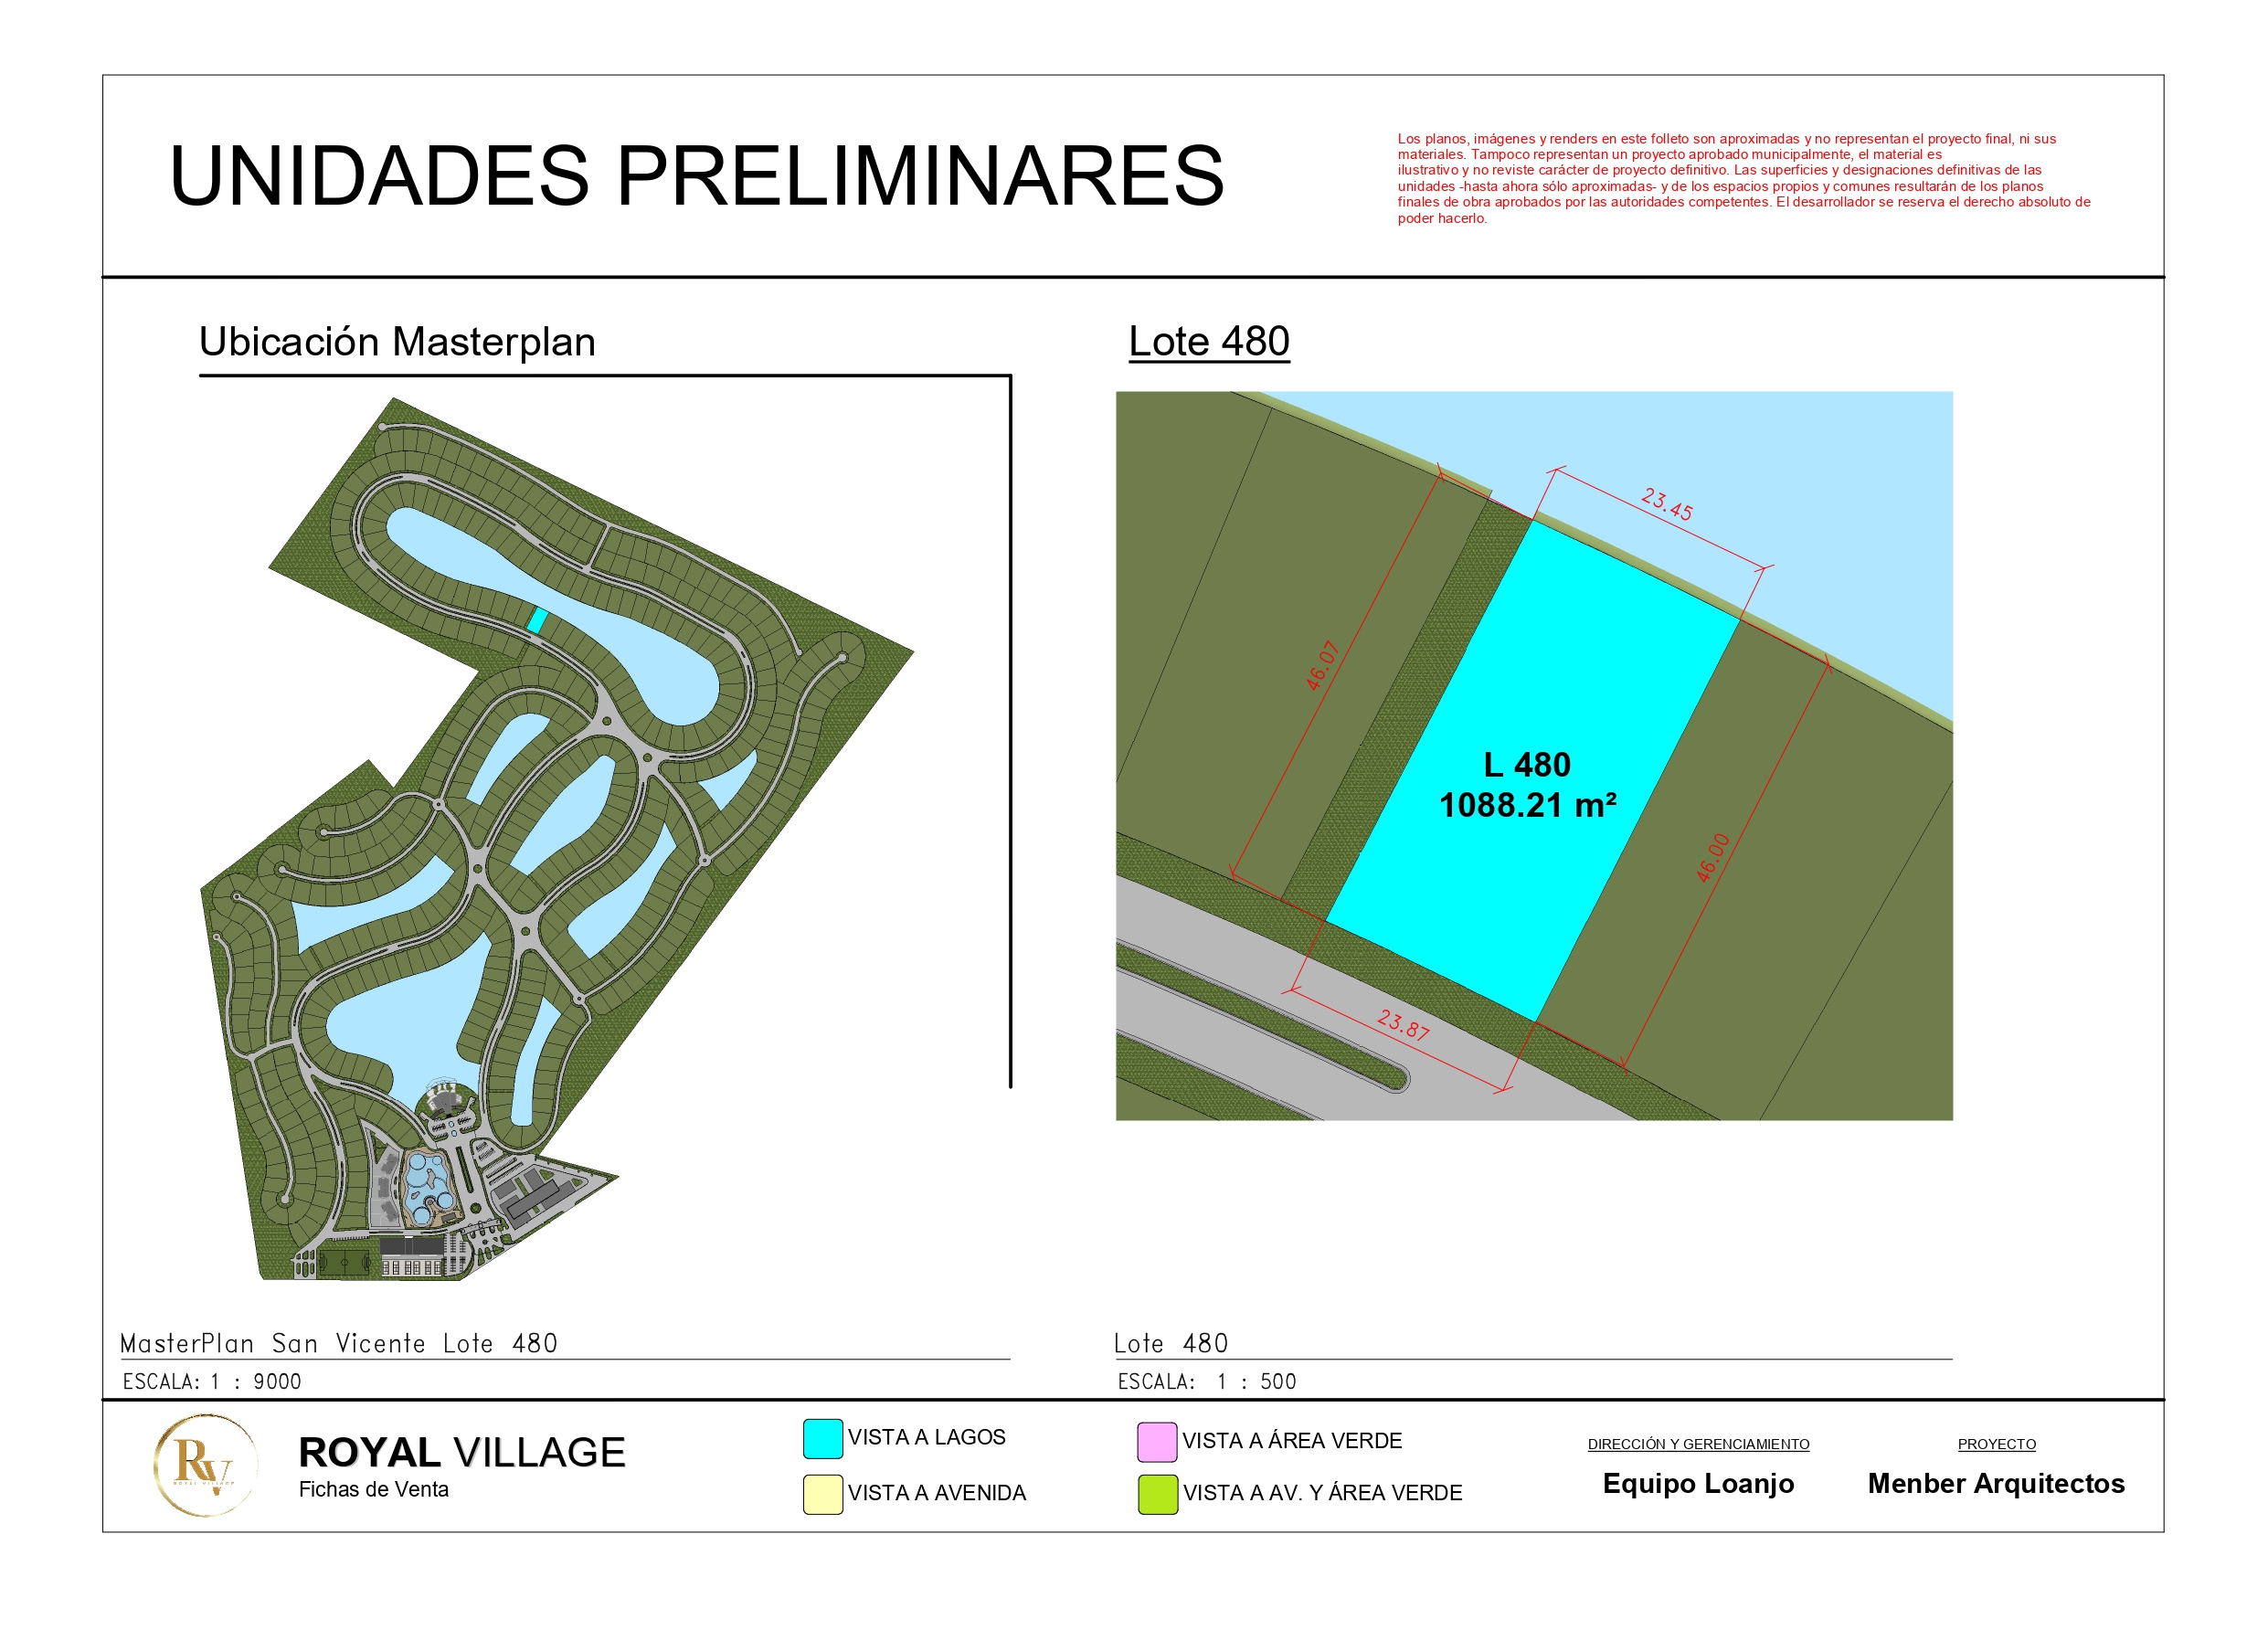 UNIDADES PRELIMINARES
Los planos, imágenes y renders en este folleto son aproximadas y no representan el proyecto final, ni sus
materiales. Tampoco representan un proyecto aprobado municipalmente, el material es
ilustrativo y no reviste carácter de proyecto definitivo. Las superficies y designaciones definitivas de las
unidades -hasta ahora sólo aproximadas- y de los espacios propios y comunes resultarán de los planos
finales de obra aprobados por las autoridades competentes. El desarrollador se reserva el derecho absoluto de
poder hacerlo.
Ubicación Masterplan
Lote 480
23.45
46.07
L 480
1088.21 m²
46.00
23.87
MasterPlan San Vicente Lote 480
ESCALA: 1 : 9000
Lote 480
ESCALA: 1 : 500
RV
ROYAL VILLAGE
ROYAL VILLAGE
Fichas de Venta
VISTA A LAGOS
VISTA A AVENIDA
VISTA A ÁREA VERDE
VISTA A AV. Y ÁREA VERDE
DIRECCIÓN Y GERENCIAMIENTO
Equipo Loanjo
PROYECTO
Menber Arquitectos